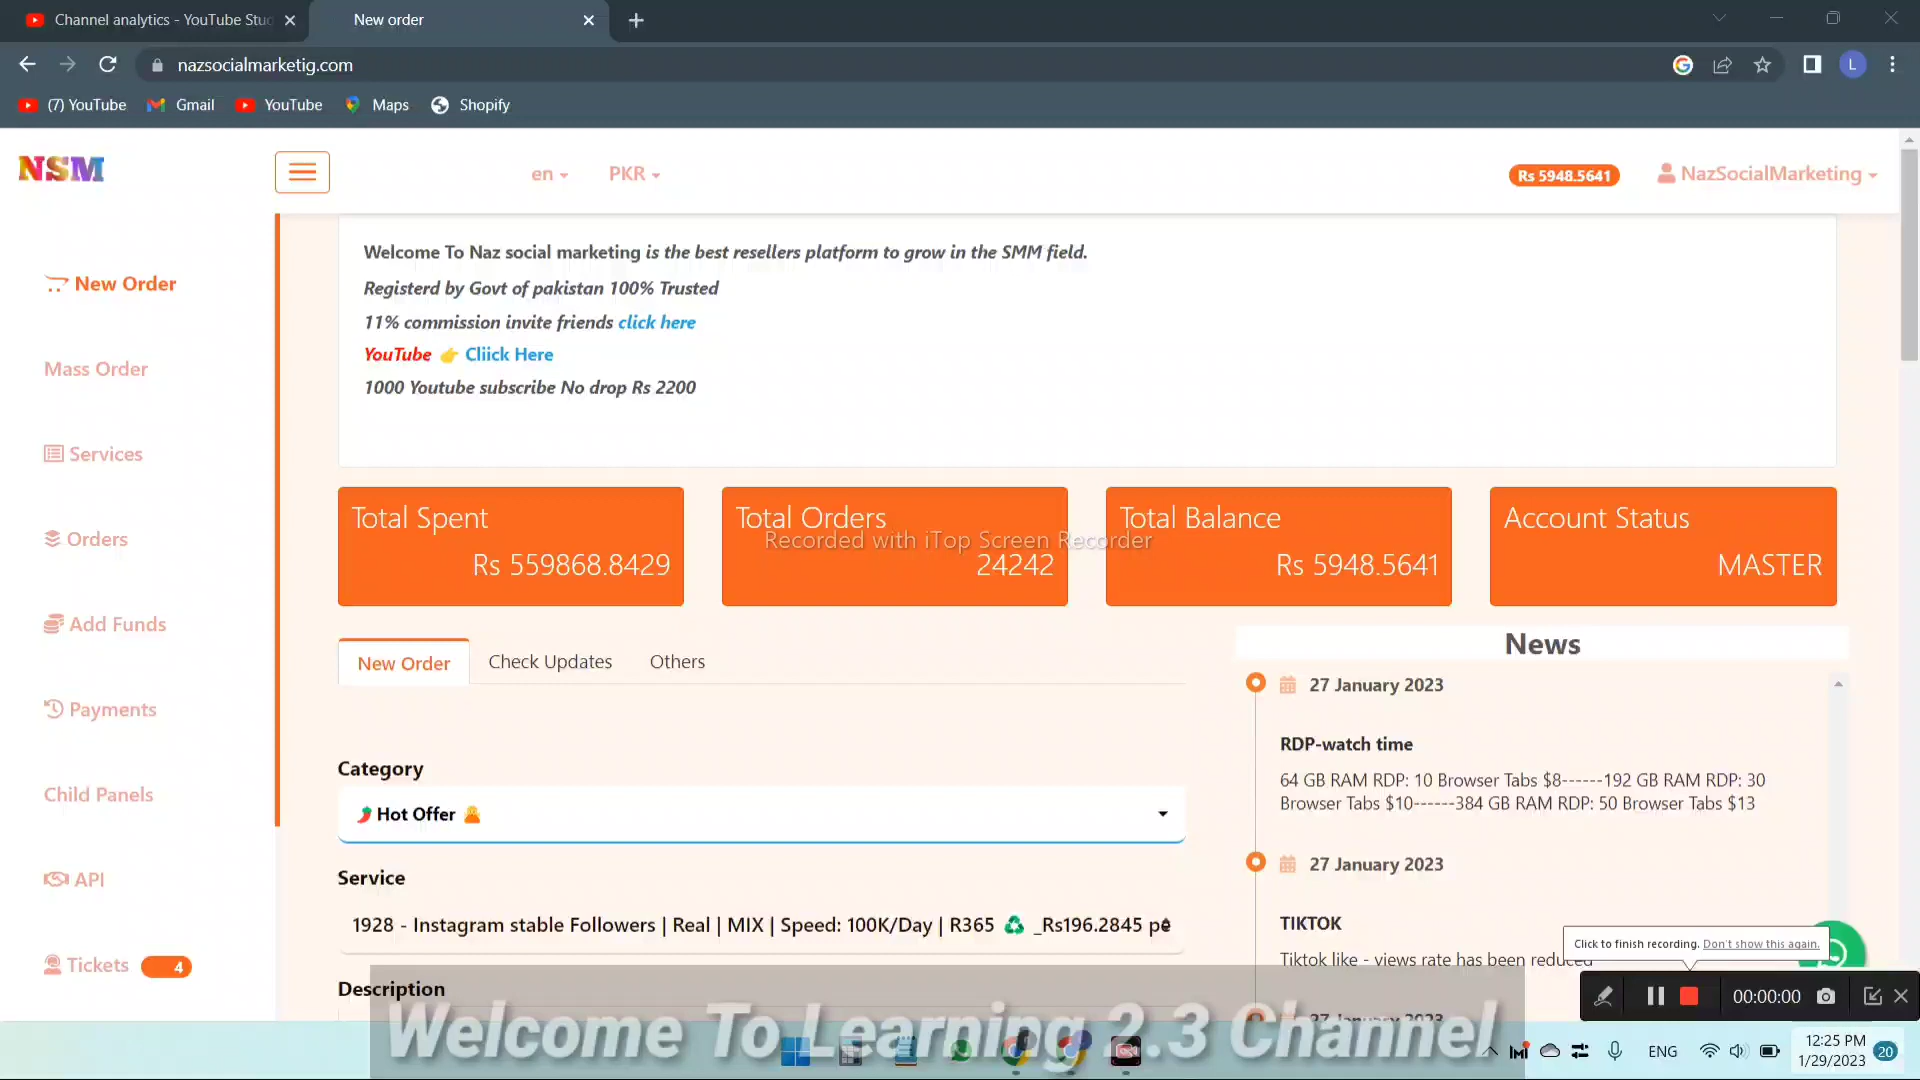 Channel analytics - YouTube Stu
New order
nazsocialmarketig.com
L
(7) YouTube
Gmail
YouTube
Maps
Shopify
NSM
en
PKR
Rs 5948.5641
NazSocialMarketing
New Order
Mass Order
Services
Orders
Add Funds
Payments
Child Panels
API
Tickets
4
Welcome To Naz social marketing is the best resellers platform to grow in the SMM field.
Registerd by Govt of pakistan 100% Trusted
11% commission invite friends click here
YouTube 👉 Cliick Here
1000 Youtube subscribe No drop Rs 2200
Total Spent
Rs 559868.8429
Total Orders
24242
Total Balance
Rs 5948.5641
Account Status
MASTER
Recorded with iTop Screen Recorder
New Order
Check Updates
Others
Category
🌶️ Hot Offer
Service
1928 - Instagram stable Followers | Real | MIX | Speed: 100K/Day | R365 ♻️ _Rs196.2845 pe
Description
News
27 January 2023
RDP-watch time
64 GB RAM RDP: 10 Browser Tabs $8------192 GB RAM RDP: 30
Browser Tabs $10------384 GB RAM RDP: 50 Browser Tabs $13
27 January 2023
TIKTOK
Tiktok like - views rate has been reduced
27 January 2023
Click to finish recording. Don't show this again.
00:00:00
Welcome To Learning 2.3 Channel
ENG
12:25 PM
1/29/2023
20